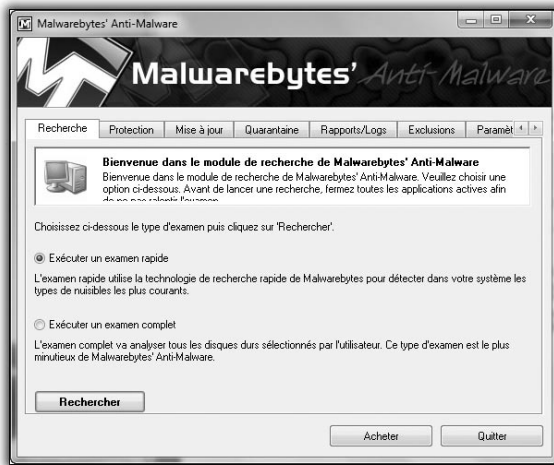 Malwarebytes' Anti-Malware
Malwarebytes' Anti-Malware
Recherche Protection Mise à jour Quarantaine Rapports/Logs Exclusions Paramèt
Bienvenue dans le module de recherche de Malwarebytes' Anti-Malware
Bienvenue dans le module de recherche de Malwarebytes' Anti-Malware. Veuillez choisir une
option ci-dessous. Avant de lancer une recherche, fermez toutes les applications actives afin
de ne pas ralentir l'examen.
Choisissez ci-dessous le type d'examen puis cliquez sur 'Rechercher'.
Exécuter un examen rapide
L'examen rapide utilise la technologie de recherche rapide de Malwarebytes pour détecter dans votre système les
types de nuisibles les plus courants.
Exécuter un examen complet
L'examen complet va analyser tous les disques durs sélectionnés par l'utilisateur. Ce type d'examen est le plus
minutieux de Malwarebytes' Anti-Malware.
Rechercher
Acheter Quitter